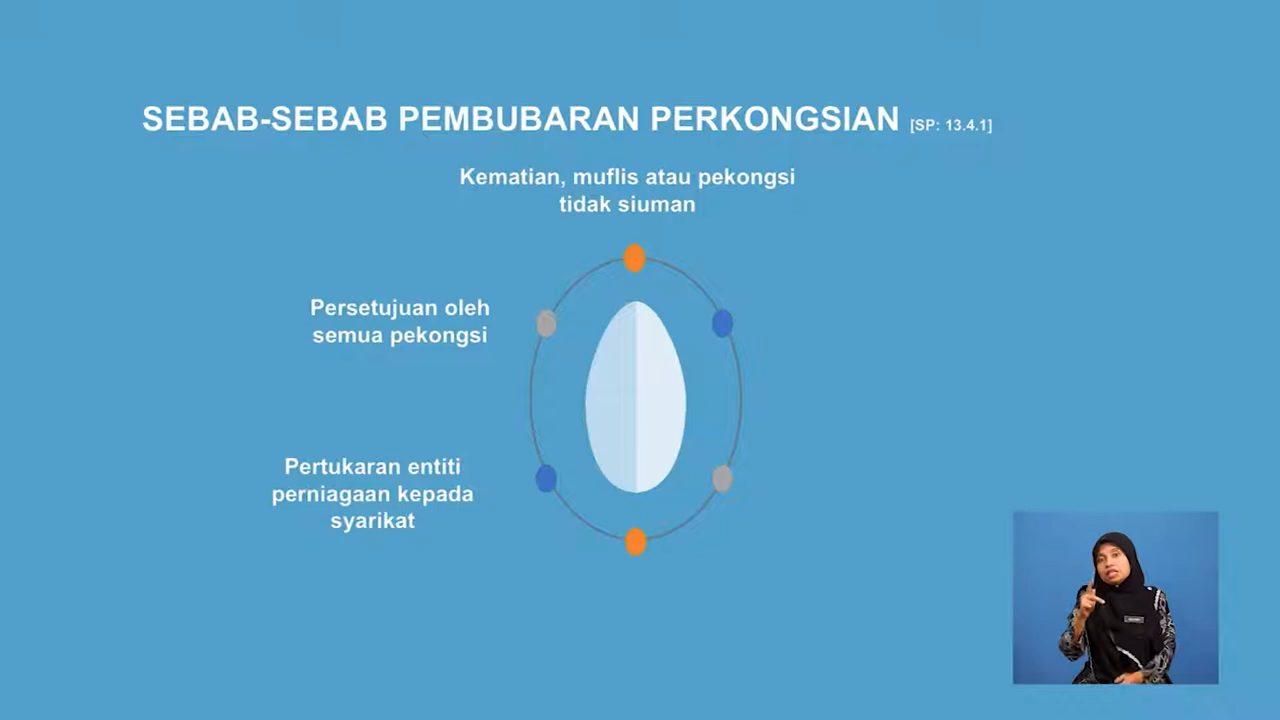 SEBAB-SEBAB PEMBUBARAN PERKONGSIAN [SP: 13.4.1]
Kematian, muflis atau pekongsi
tidak siuman
Persetujuan oleh
semua pekongsi
Pertukaran entiti
perniagaan kepada
syarikat